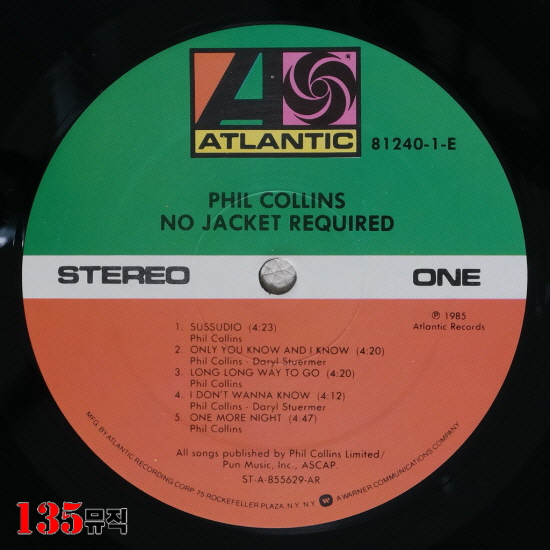 ATLANTIC
81240-1-E
PHIL COLLINS
NO JACKET REQUIRED
STEREO
ONE
℗ 1985
Atlantic Records
1. SUSSUDIO (4:23)
Phil Collins
2. ONLY YOU KNOW AND I KNOW (4:20)
Phil Collins - Daryl Stuermer
3. LONG LONG WAY TO GO (4:20)
Phil Collins
4. I DON'T WANNA KNOW (4:12)
Phil Collins - Daryl Stuermer
5. ONE MORE NIGHT (4:47)
Phil Collins
All songs published by Phil Collins Limited/
Pun Music, Inc., ASCAP.
ST-A-855629-AR
MFG. BY ATLANTIC RECORDING CORP. 75 ROCKEFELLER PLAZA, N.Y. N.Y. A WARNER COMMUNICATIONS COMPANY
135뮤직